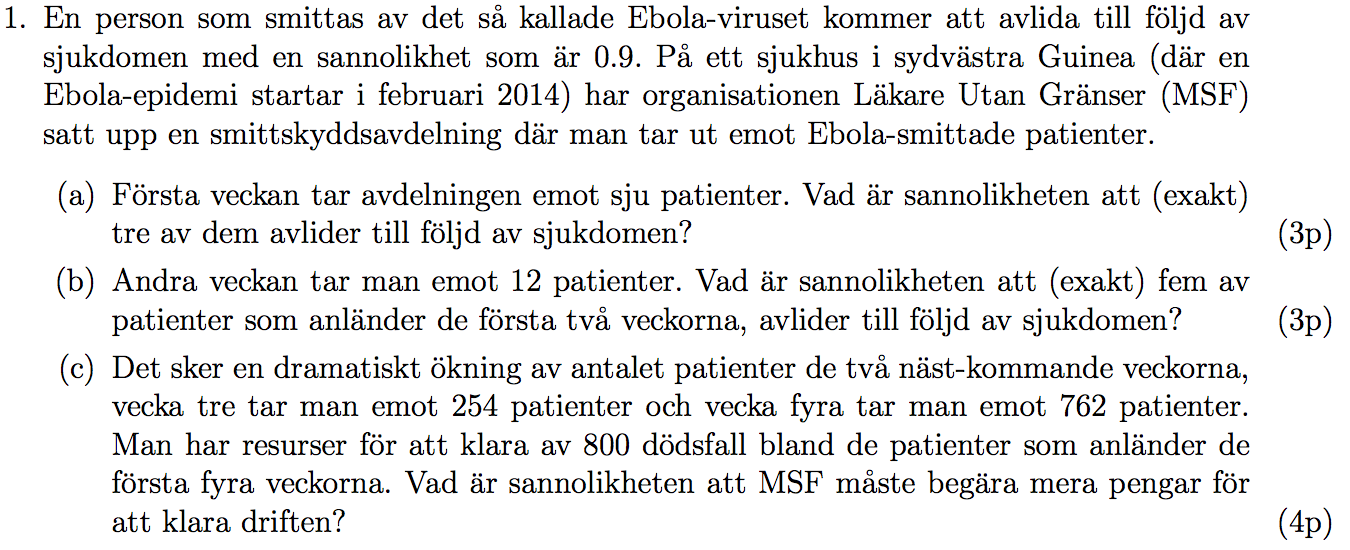 1. En person som smittas av det så kallade Ebola-viruset kommer att avlida till följd av
sjukdomen med en sannolikhet som är 0.9. På ett sjukhus i sydvästra Guinea (där en
Ebola-epidemi startar i februari 2014) har organisationen Läkare Utan Gränser (MSF)
satt upp en smittskyddsavdelning där man tar ut emot Ebola-smittade patienter.
(a) Första veckan tar avdelningen emot sju patienter. Vad är sannolikheten att (exakt)
tre av dem avlider till följd av sjukdomen? (3p)
(b) Andra veckan tar man emot 12 patienter. Vad är sannolikheten att (exakt) fem av
patienter som anländer de första två veckorna, avlider till följd av sjukdomen? (3p)
(c) Det sker en dramatiskt ökning av antalet patienter de två näst-kommande veckorna,
vecka tre tar man emot 254 patienter och vecka fyra tar man emot 762 patienter.
Man har resurser för att klara av 800 dödsfall bland de patienter som anländer de
första fyra veckorna. Vad är sannolikheten att MSF måste begära mera pengar för
att klara driften? (4p)